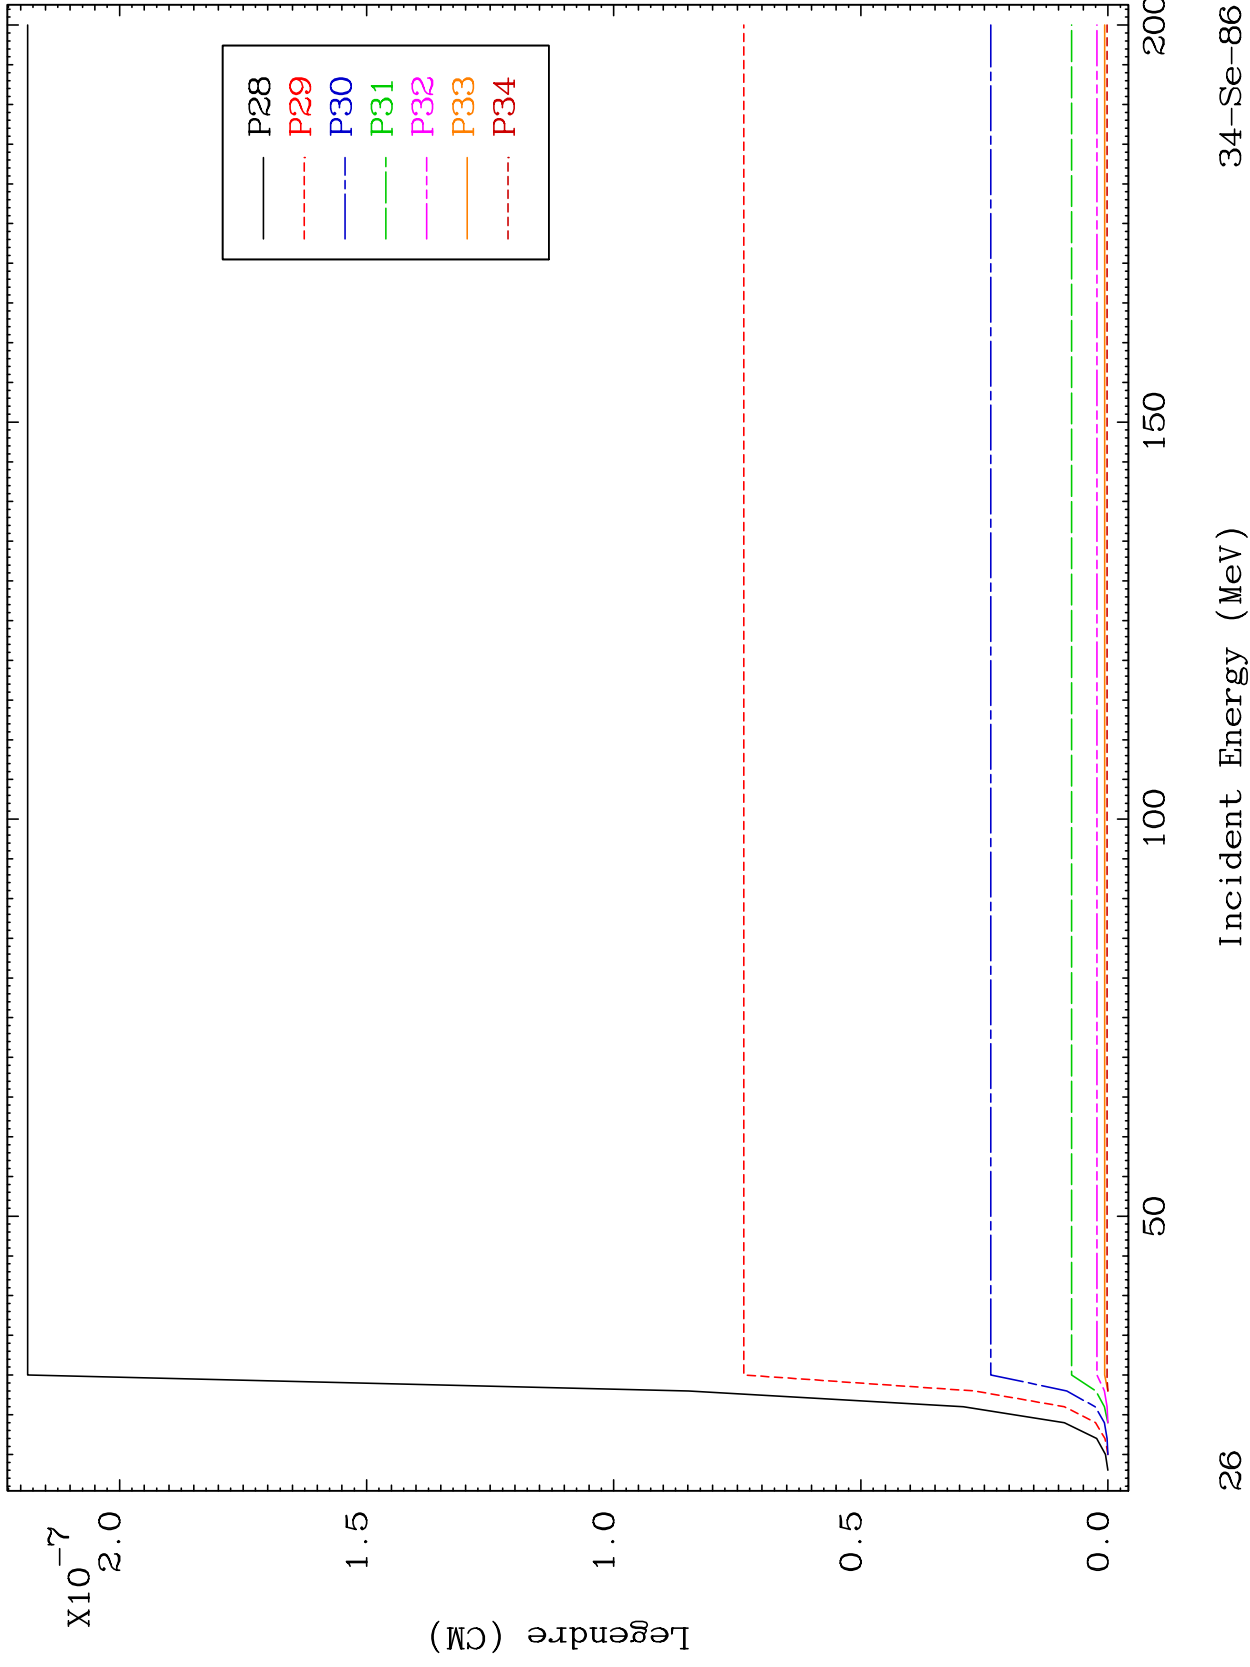 X10-7
2.0
1.5
1.0
0.5
0.0
Legendre (CM)
P28
P29
P30
P31
P32
P33
P34
50
100
150
200
Incident Energy (MeV)
26
34-Se-86